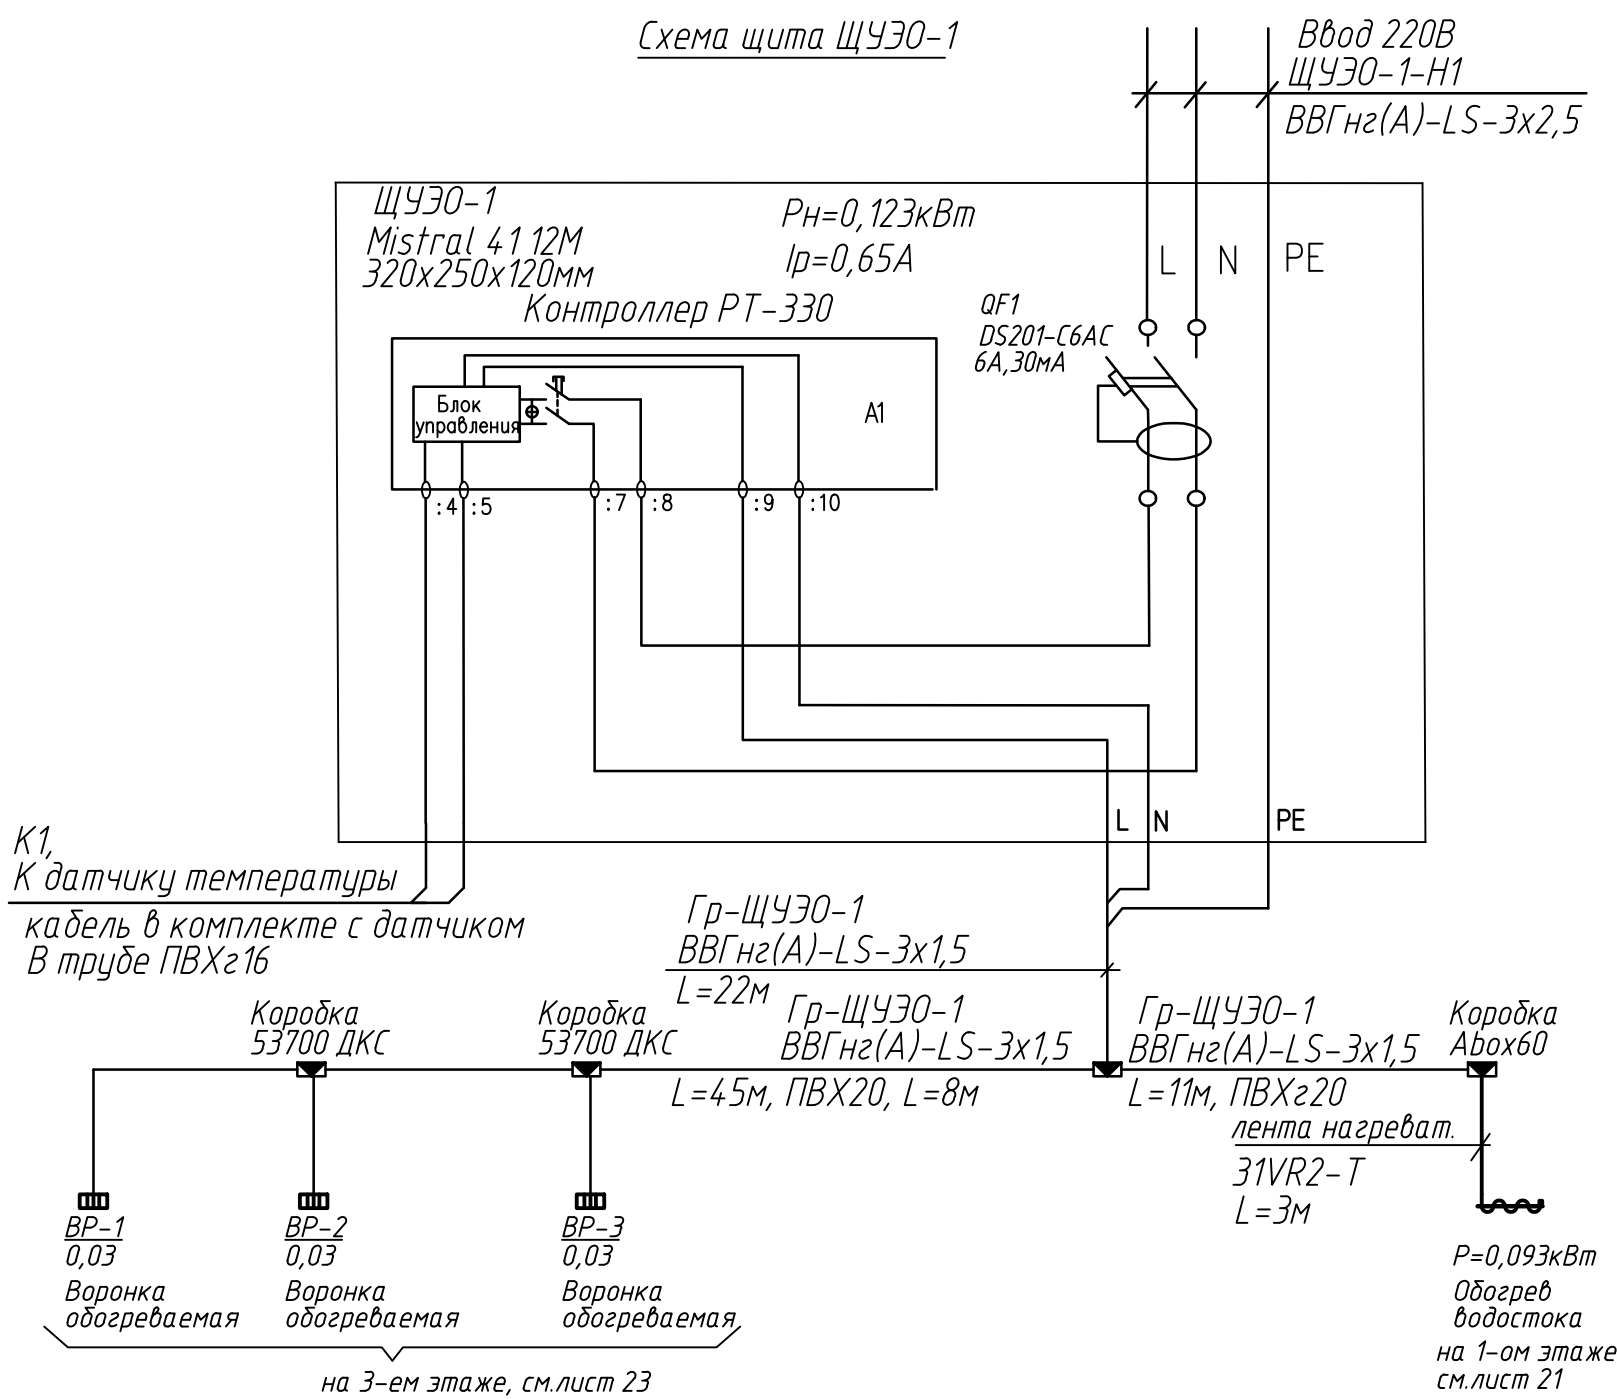 Схема щита ЩУЭО-1
Ввод 220В
ЩУЭО-1-Н1
ВВГнг(А)-LS-3х2,5
ЩУЭО-1
Mistral 41 12M
320х250х120мм
Рн=0,123кВт
Iр=0,65А
L N PE
Контроллер РТ-330
QF1
DS201-C6AC
6А,30мА
Блок
управления
А1
:4 :5 :7 :8 :9 :10
L N PE
К1,
К датчику температуры
кабель в комплекте с датчиком
В трубе ПВХг16
Гр-ЩУЭО-1
ВВГнг(А)-LS-3х1,5
L=22м
Коробка
53700 ДКС
Коробка
53700 ДКС
Гр-ЩУЭО-1
ВВГнг(А)-LS-3х1,5
L=45м, ПВХ20, L=8м
Гр-ЩУЭО-1
ВВГнг(А)-LS-3х1,5
L=11м, ПВХг20
Коробка
Abox60
лента нагреват.
31VR2-T
L=3м
ВР-1
0,03
Воронка
обогреваемая
ВР-2
0,03
Воронка
обогреваемая
ВР-3
0,03
Воронка
обогреваемая
на 3-ем этаже, см.лист 23
Р=0,093кВт
Обогрев
водостока
на 1-ом этаже
см.лист 21